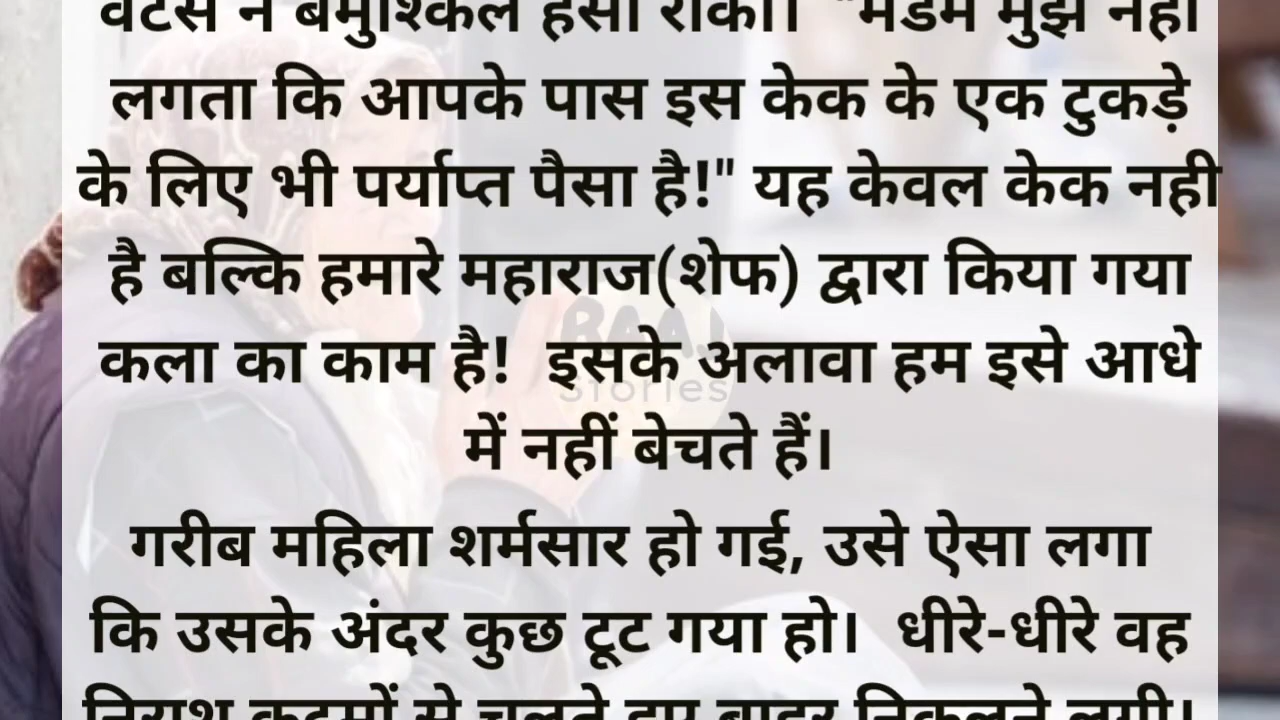 वेटर्स ने बमुश्किल हंसी रोकी। "मैडम मुझे नहीं
लगता कि आपके पास इस केक के एक टुकड़े
के लिए भी पर्याप्त पैसा है!" यह केवल केक नही
है बल्कि हमारे महाराज(शेफ) द्वारा किया गया
कला का काम है! इसके अलावा हम इसे आधे
में नहीं बेचते हैं।
गरीब महिला शर्मसार हो गई, उसे ऐसा लगा
कि उसके अंदर कुछ टूट गया हो। धीरे-धीरे वह
निराश कदमों से चलते हुए बाहर निकलने लगी।
RAAJ
Stories